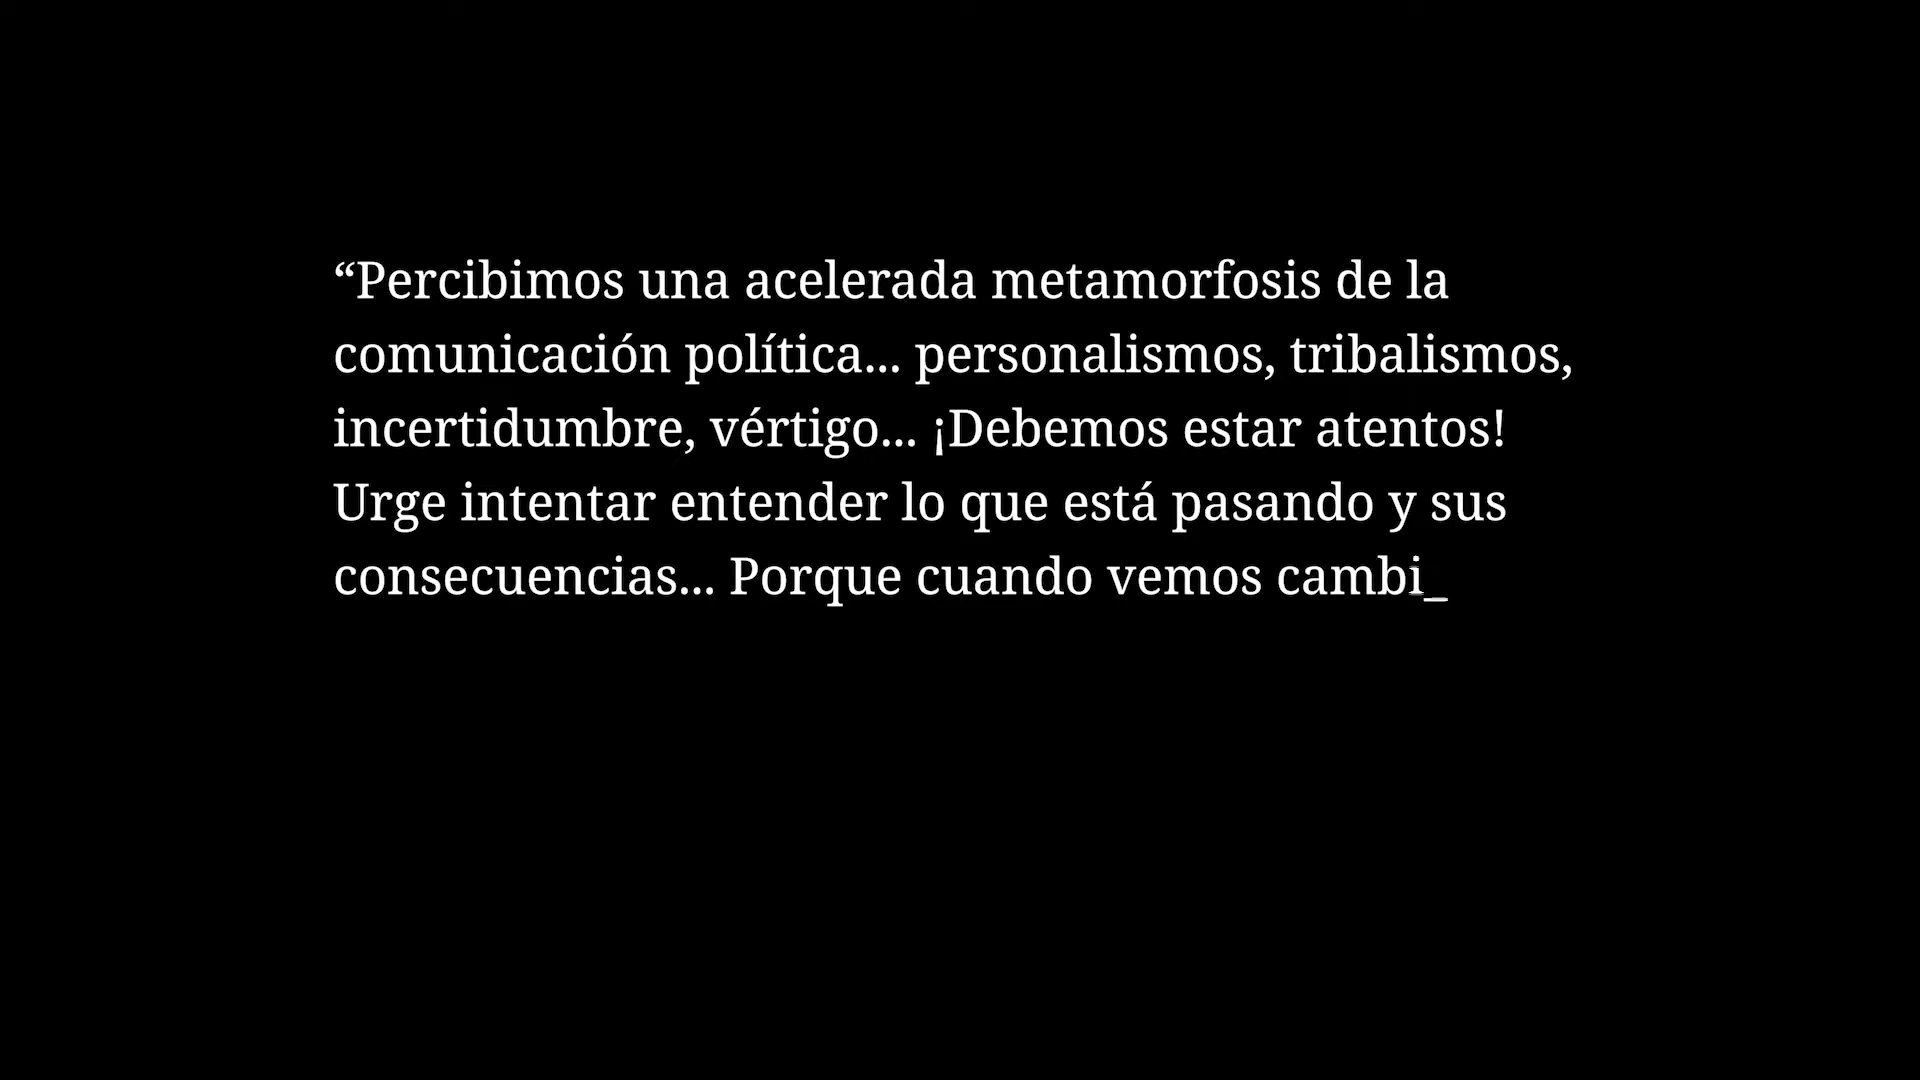 “Percibimos una acelerada metamorfosis de la
comunicación política... personalismos, tribalismos,
incertidumbre, vértigo... ¡Debemos estar atentos!
Urge intentar entender lo que está pasando y sus
consecuencias... Porque cuando vemos cambi_